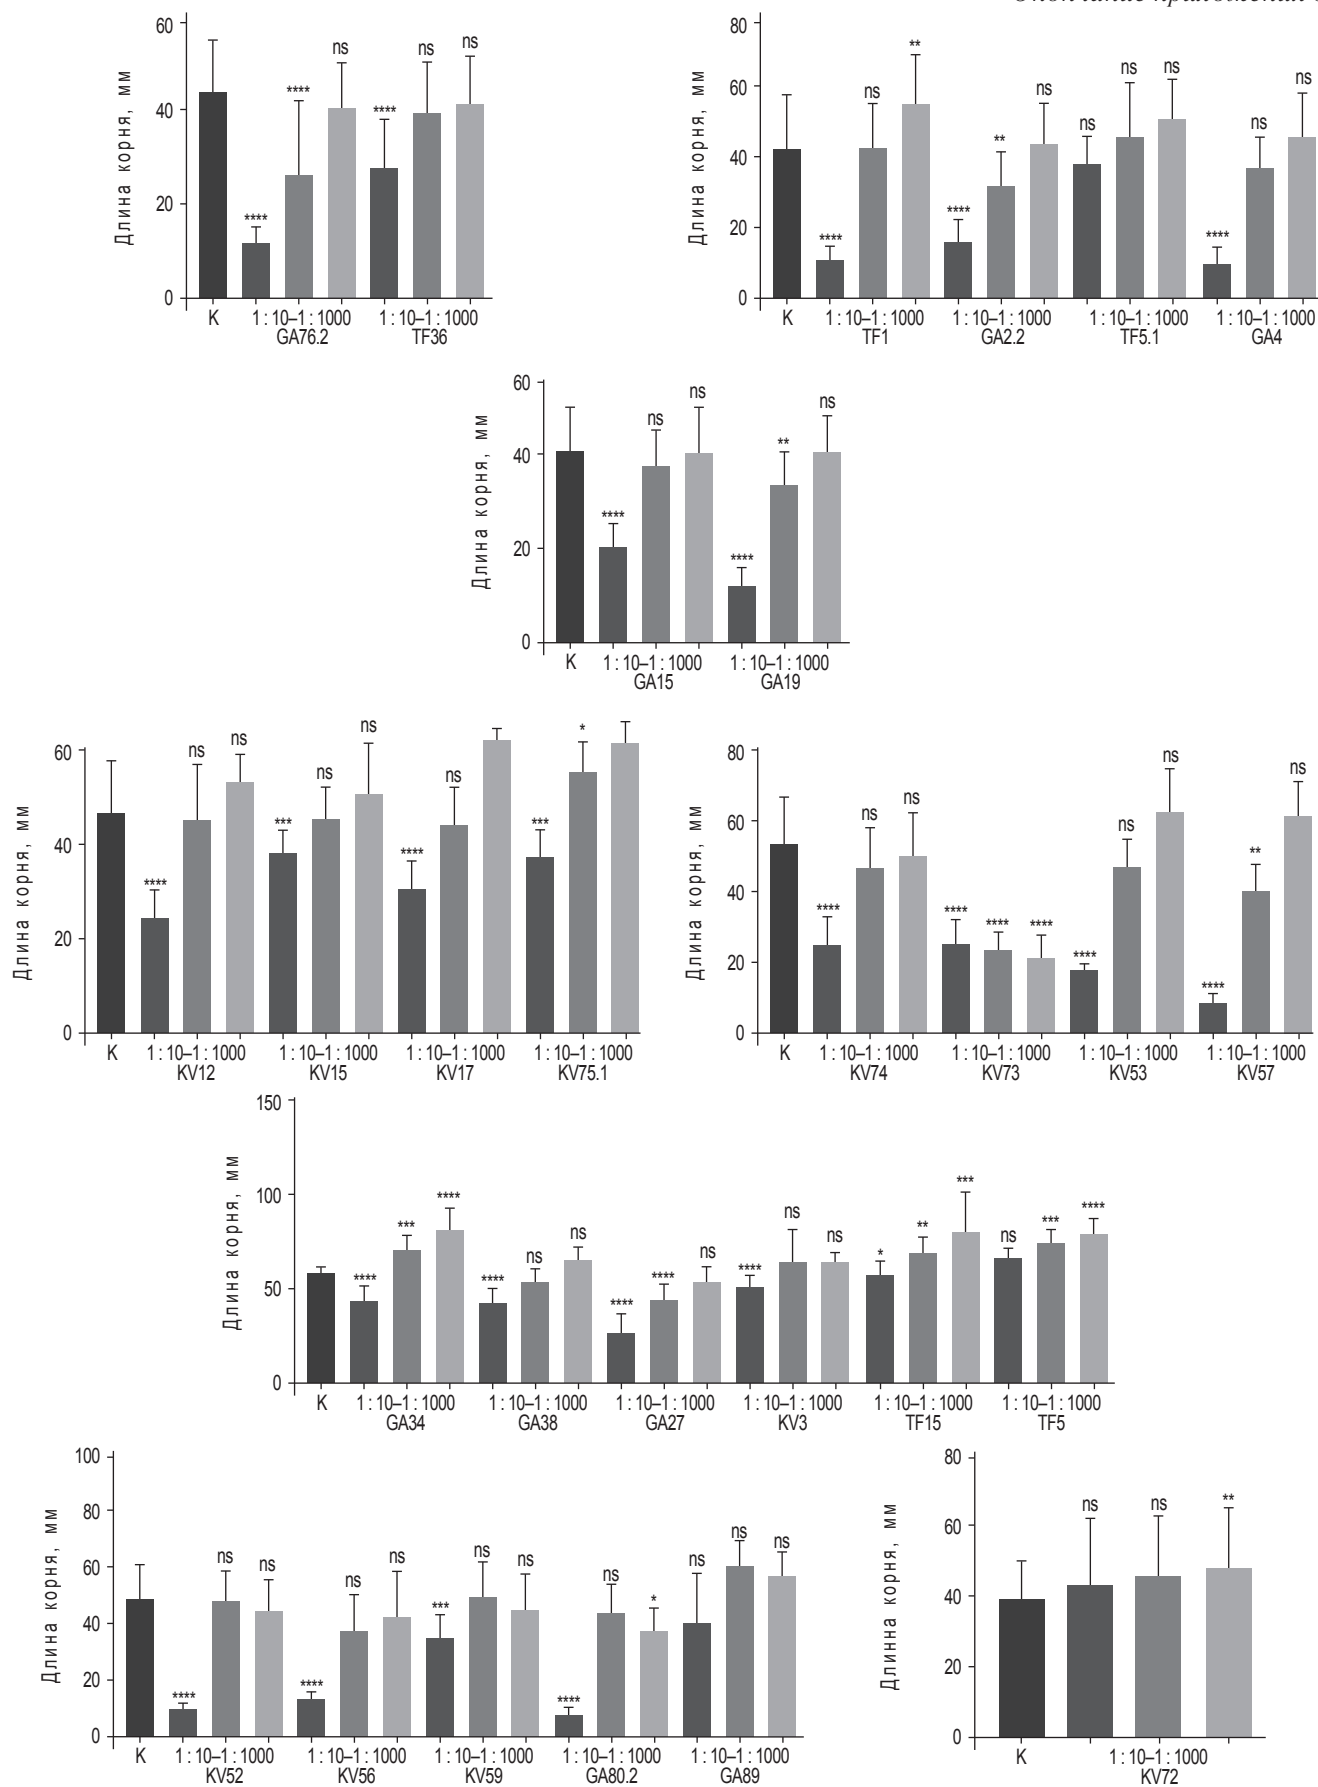 60
40
20
0
Длина корня, мм
****
****
ns
****
ns
ns
K
1 : 10–1 : 1000
1 : 10–1 : 1000
GA76.2
TF36
80
60
40
20
0
Длина корня, мм
****
ns
**
****
**
ns
ns
ns
ns
****
ns
ns
K
1 : 10–1 : 1000
1 : 10–1 : 1000
1 : 10–1 : 1000
1 : 10–1 : 1000
TF1
GA2.2
TF5.1
GA4
60
40
20
0
Длина корня, мм
****
ns
ns
****
**
ns
K
1 : 10–1 : 1000
1 : 10–1 : 1000
GA15
GA19
60
40
20
0
Длина корня, мм
****
ns
ns
***
ns
ns
****
ns
***
*
K
1 : 10–1 : 1000
1 : 10–1 : 1000
1 : 10–1 : 1000
1 : 10–1 : 1000
KV12
KV15
KV17
KV75.1
80
60
40
20
0
Длина корня, мм
****
ns
ns
****
****
****
****
ns
ns
****
**
ns
K
1 : 10–1 : 1000
1 : 10–1 : 1000
1 : 10–1 : 1000
1 : 10–1 : 1000
KV74
KV73
KV53
KV57
150
100
50
0
Длина корня, мм
****
***
****
****
ns
ns
****
****
ns
****
ns
ns
*
**
***
ns
***
****
K
1 : 10–1 : 1000
1 : 10–1 : 1000
1 : 10–1 : 1000
1 : 10–1 : 1000
1 : 10–1 : 1000
1 : 10–1 : 1000
GA34
GA38
GA27
KV3
TF15
TF5
100
80
60
40
20
0
Длина корня, мм
****
ns
ns
****
ns
ns
***
ns
ns
****
ns
*
ns
ns
ns
K
1 : 10–1 : 1000
1 : 10–1 : 1000
1 : 10–1 : 1000
1 : 10–1 : 1000
1 : 10–1 : 1000
KV52
KV56
KV59
GA80.2
GA89
80
60
40
20
0
Длинна корня, мм
ns
ns
**
K
1 : 10–1 : 1000
KV72